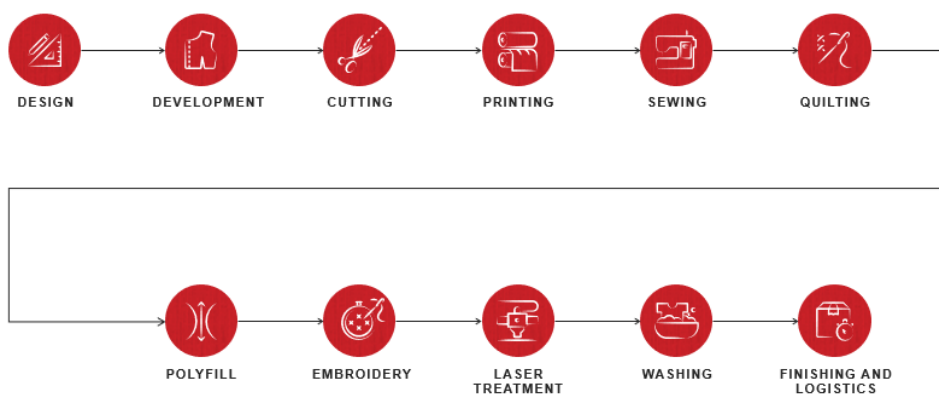 DESIGN
DEVELOPMENT
CUTTING
PRINTING
SEWING
QUILTING
POLYFILL
EMBROIDERY
LASER
TREATMENT
WASHING
FINISHING AND
LOGISTICS